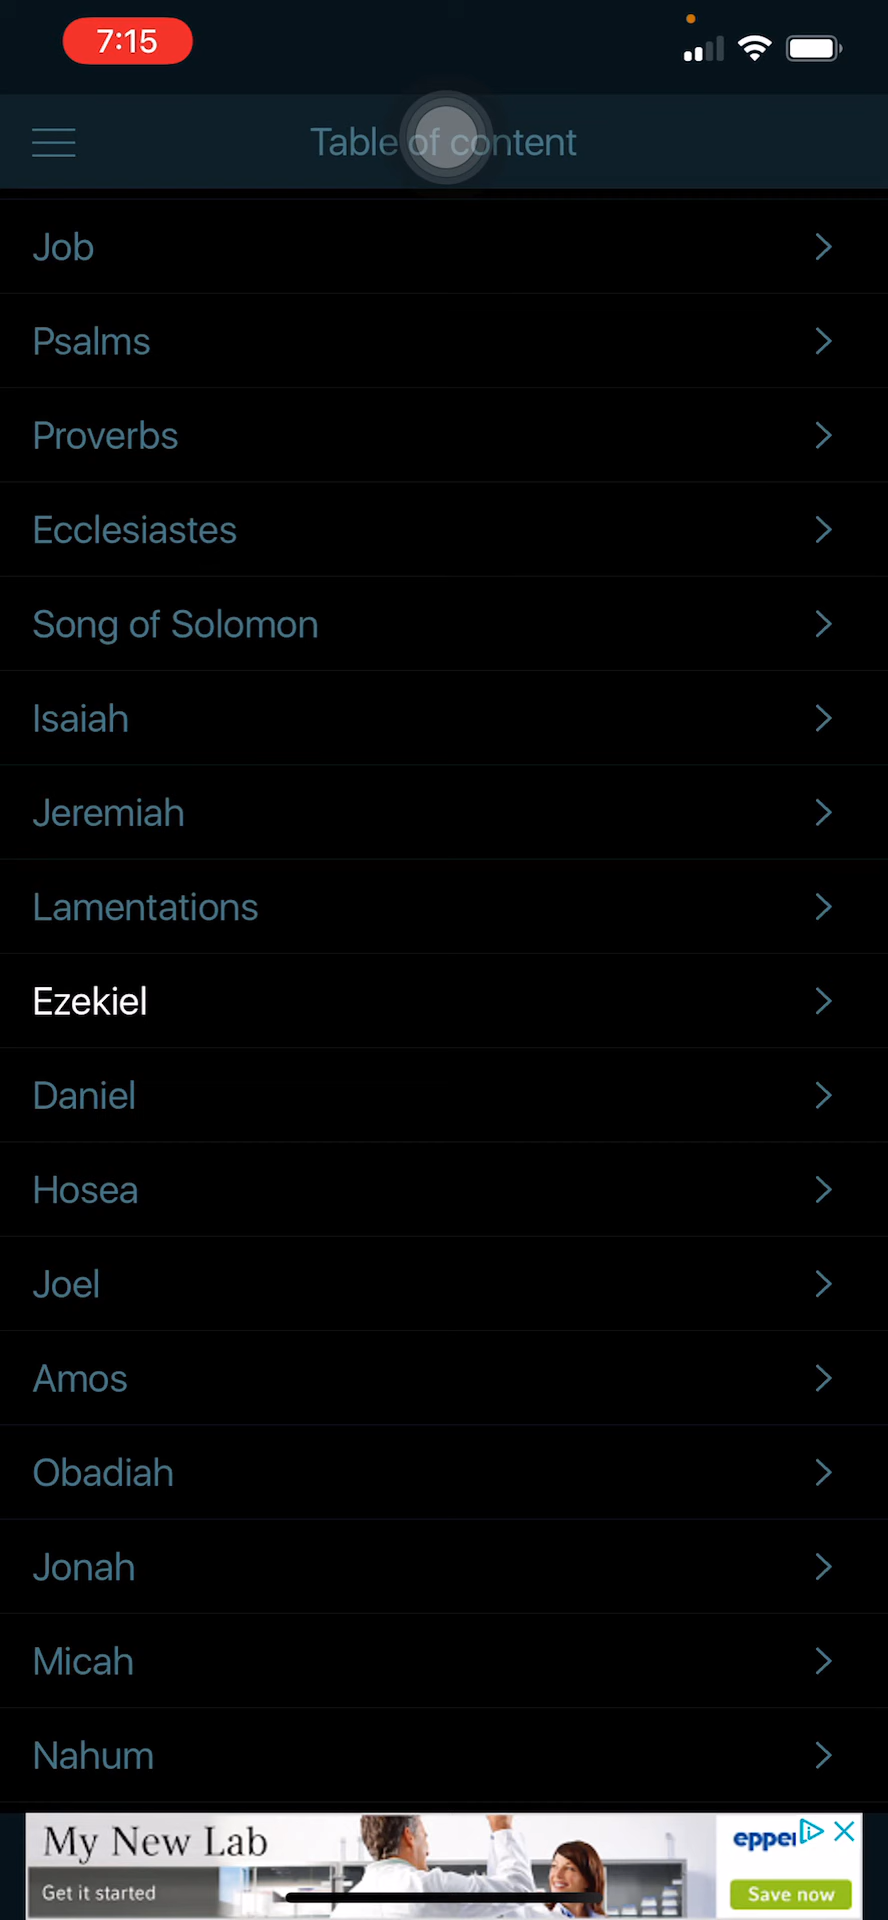 7:15
Table of content
Job
Psalms
Proverbs
Ecclesiastes
Song of Solomon
Isaiah
Jeremiah
Lamentations
Ezekiel
Daniel
Hosea
Joel
Amos
Obadiah
Jonah
Micah
Nahum
My New Lab
Get it started
eppe
Save now